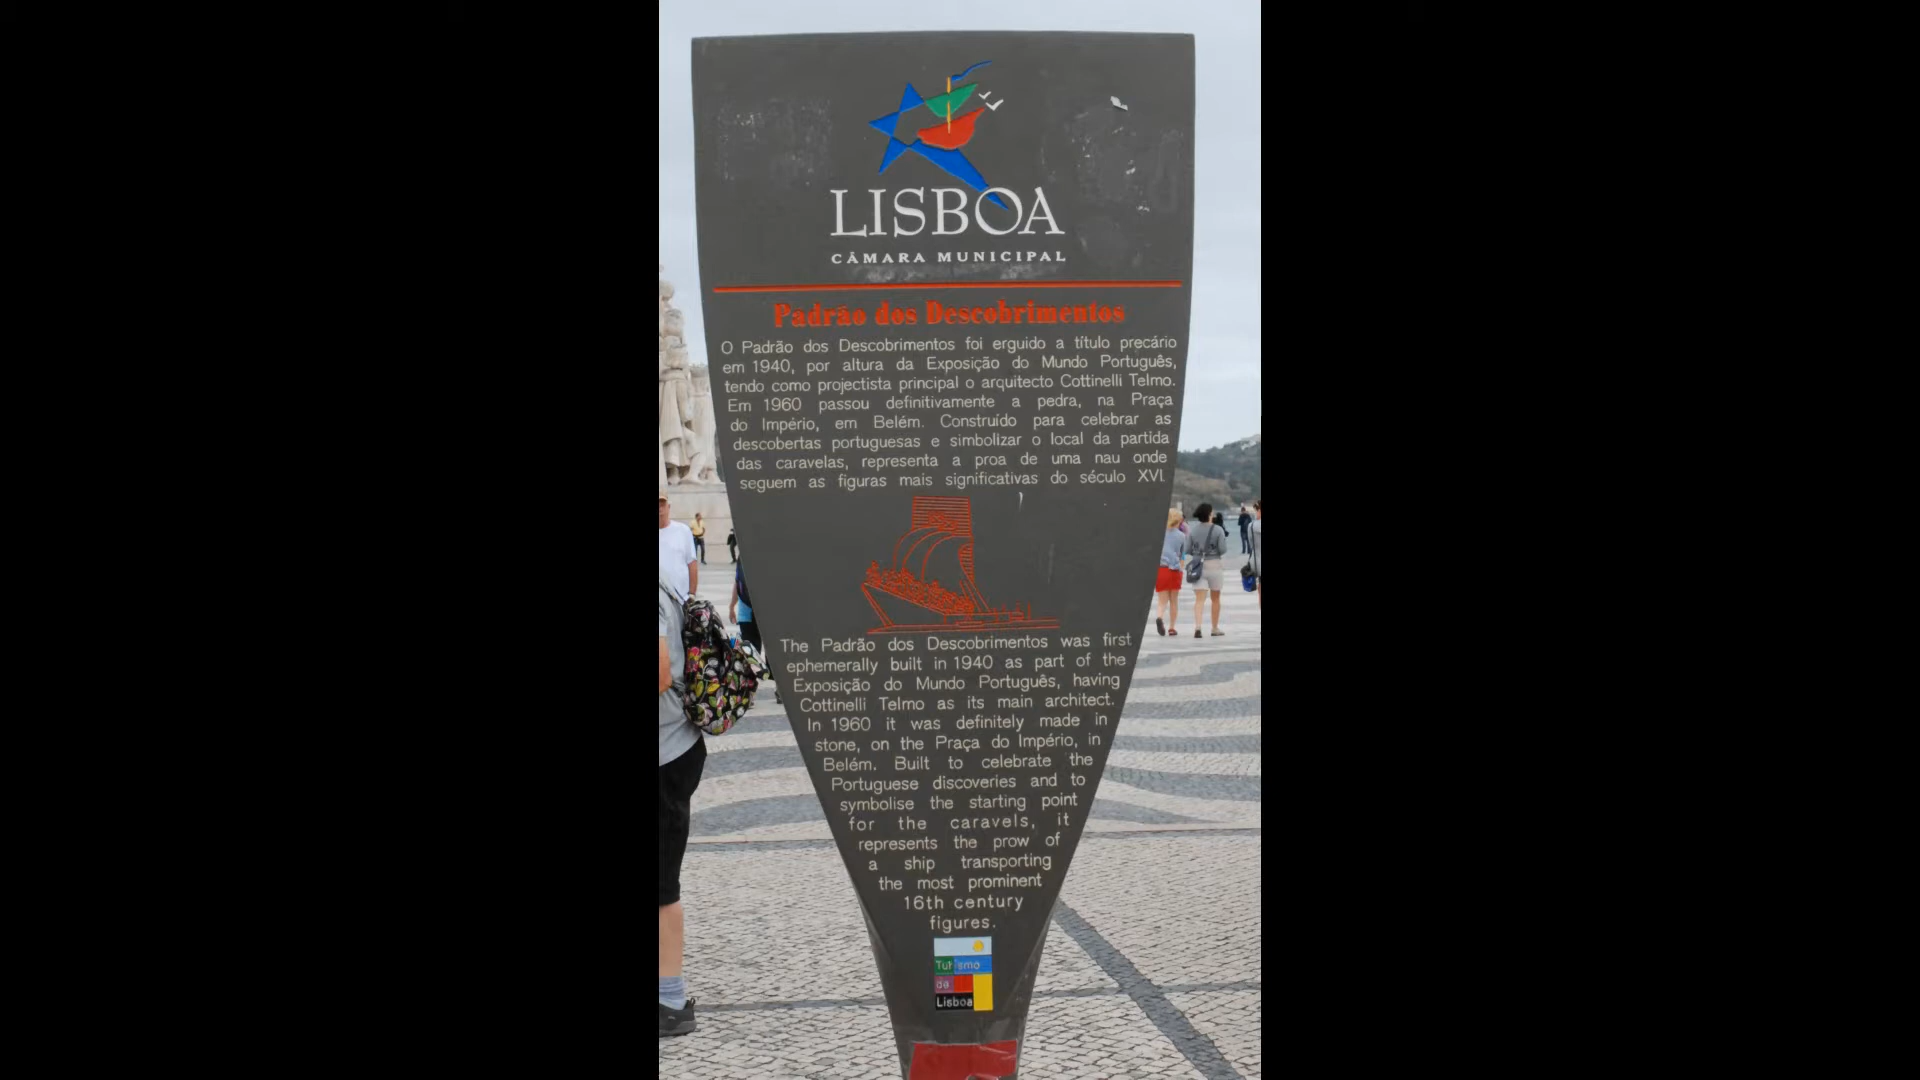 LISBOA
CÂMARA MUNICIPAL
Padrão dos Descobrimentos
O Padrão dos Descobrimentos foi erguido a título precário
em 1940, por altura da Exposição do Mundo Português,
tendo como projectista principal o arquitecto Cottinelli Telmo.
Em 1960 passou definitivamente a pedra, na Praça
do Império, em Belém. Construído para celebrar as
descobertas portuguesas e simbolizar o local da partida
das caravelas, representa a proa de uma nau onde
seguem as figuras mais significativas do século XVI.
The Padrão dos Descobrimentos was first
ephemerally built in 1940 as part of the
Exposição do Mundo Português, having
Cottinelli Telmo as its main architect.
In 1960 it was definitely made in
stone, on the Praça do Império, in
Belém. Built to celebrate the
Portuguese discoveries and to
symbolise the starting point
for the caravels, it
represents the prow of
a ship transporting
the most prominent
16th century
figures.
Turismo
de
Lisboa